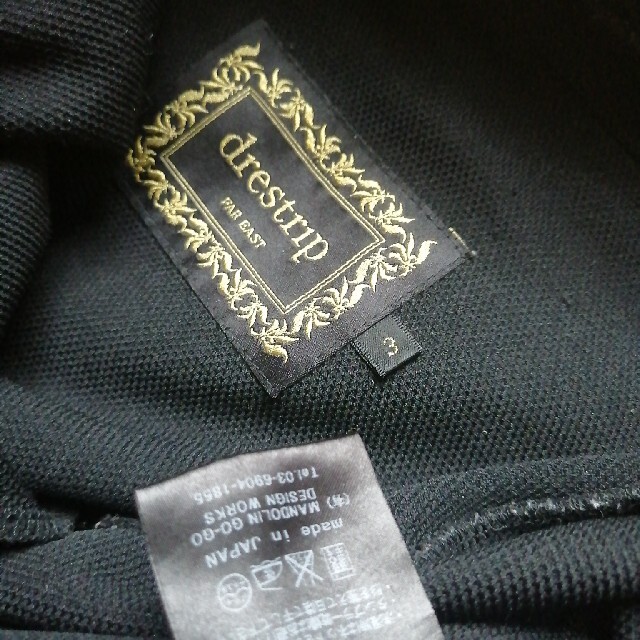 drestrip
FAR EAST
3
Tel.03-6904-1855
(株) MANDOLIN GO-GO
DESIGN WORKS
made in JAPAN